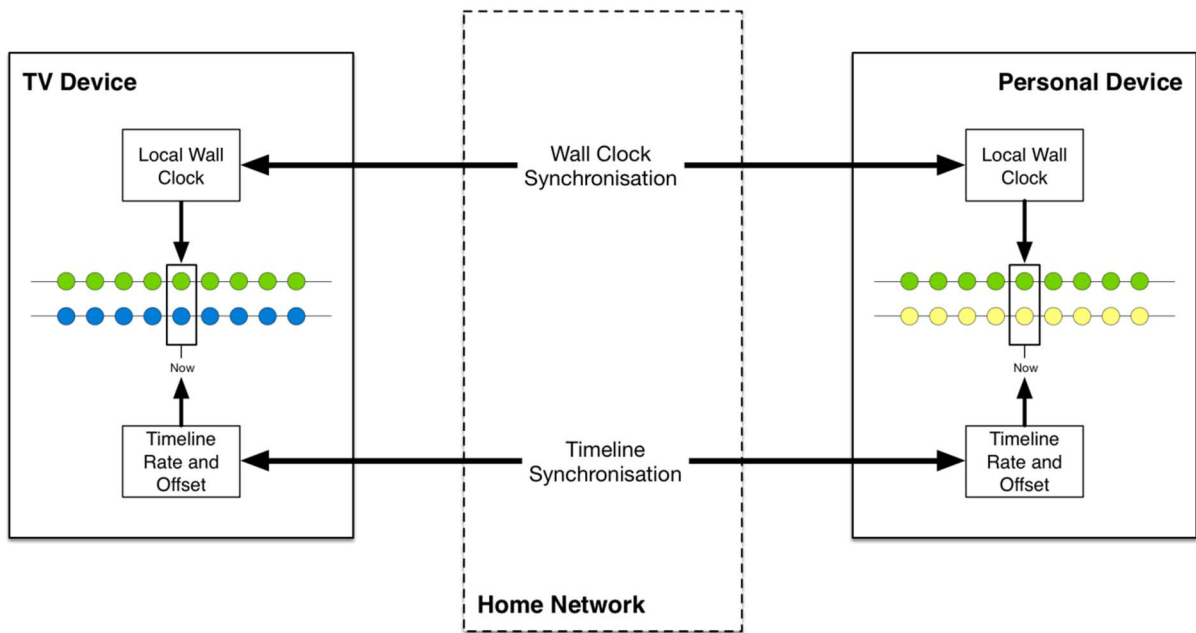 TV Device
Personal Device
Local Wall
Clock
Wall Clock
Synchronisation
Local Wall
Clock
Now
Now
Timeline
Rate and
Offset
Timeline
Synchronisation
Timeline
Rate and
Offset
Home Network